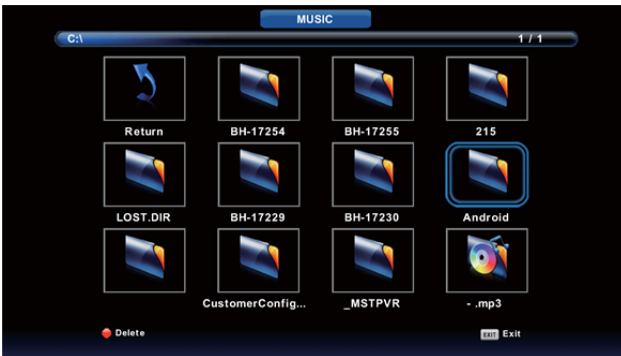 MUSIC
C:\ 1 / 1
Return BH-17254 BH-17255 215
LOST.DIR BH-17229 BH-17230 Android
CustomerConfig... _MSTPVR - .mp3
Delete EXIT Exit